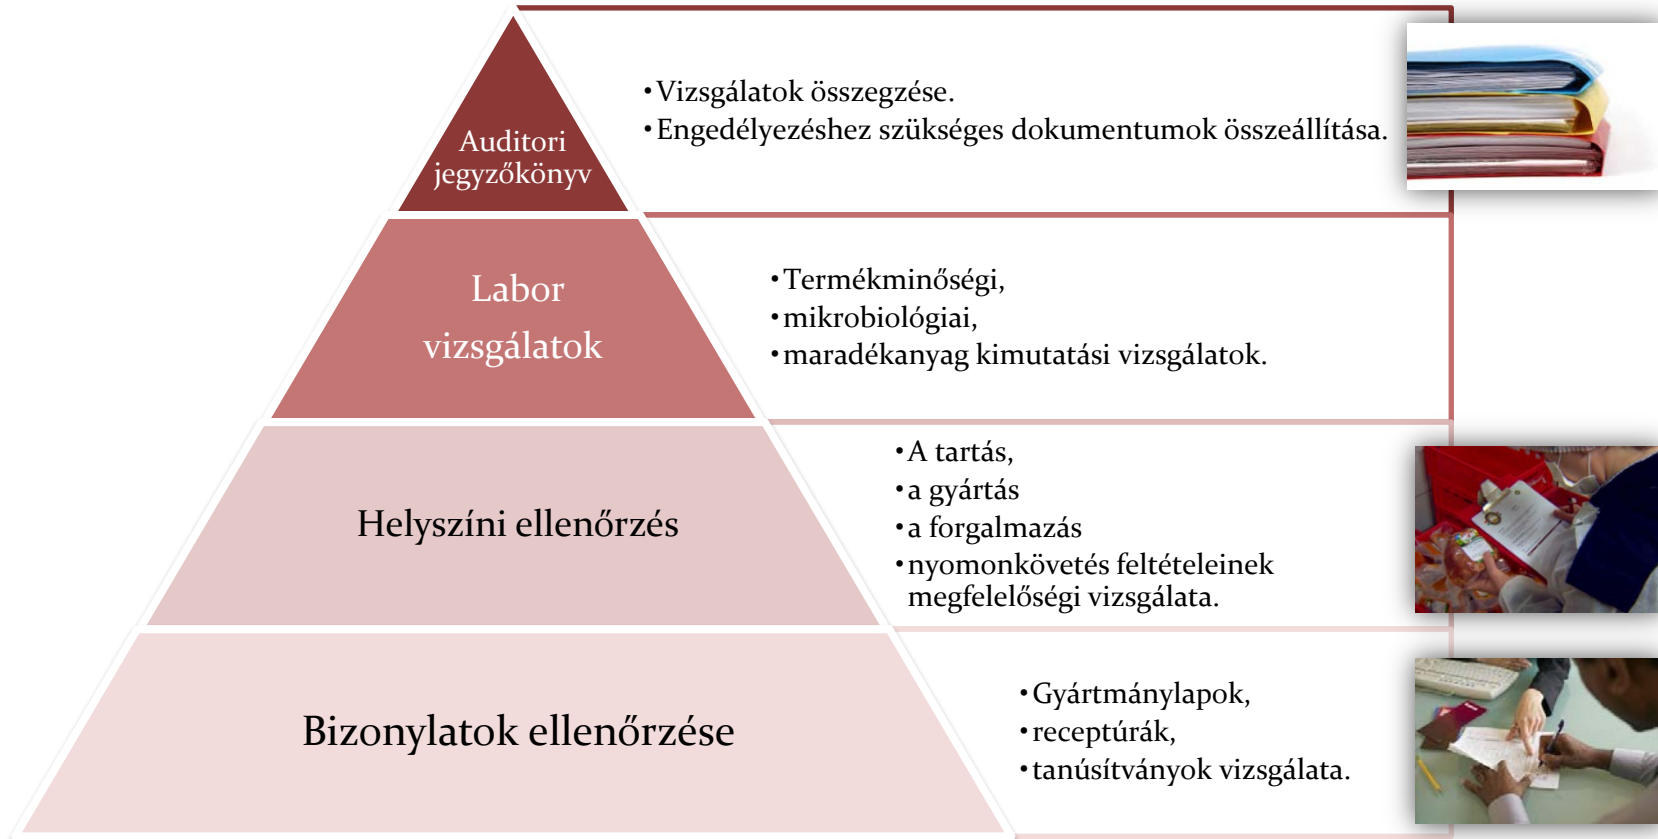 Auditori
jegyzőkönyv
•Vizsgálatok összegzése.
•Engedélyezéshez szükséges dokumentumok összeállítása.
Labor
vizsgálatok
•Termékminőségi,
•mikrobiológiai,
•maradékanyag kimutatási vizsgálatok.
Helyszíni ellenőrzés
•A tartás,
•a gyártás
•a forgalmazás
•nyomonkövetés feltételeinek
megfelelőségi vizsgálata.
Bizonylatok ellenőrzése
•Gyártmánylapok,
•receptúrák,
•tanúsítványok vizsgálata.